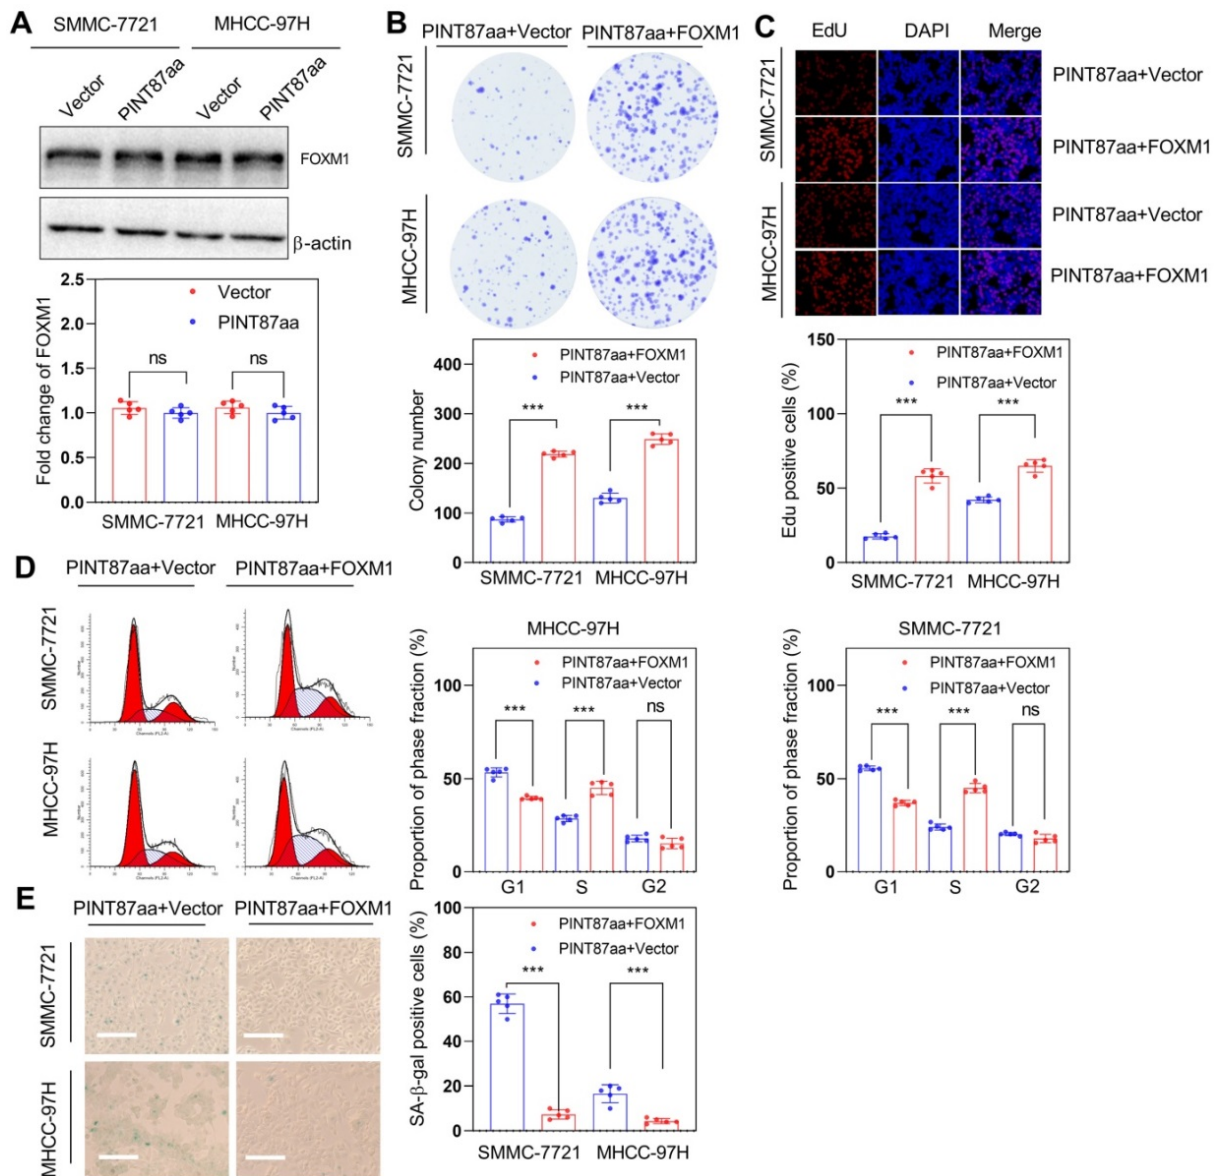 A
SMMC-7721 MHCC-97H
Vector PINT87aa Vector PINT87aa
FOXM1
β-actin
2.5
2.0
1.5
1.0
0.5
0.0
Fold change of FOXM1
Vector
PINT87aa
ns ns
SMMC-7721 MHCC-97H
B
PINT87aa+Vector PINT87aa+FOXM1
SMMC-7721
MHCC-97H
400
300
200
100
0
Colony number
PINT87aa+FOXM1
PINT87aa+Vector
*** ***
SMMC-7721 MHCC-97H
C
EdU DAPI Merge
SMMC-7721
MHCC-97H
PINT87aa+Vector
PINT87aa+FOXM1
PINT87aa+Vector
PINT87aa+FOXM1
150
100
50
0
Edu positive cells (%)
PINT87aa+FOXM1
PINT87aa+Vector
*** ***
SMMC-7721 MHCC-97H
D
PINT87aa+Vector PINT87aa+FOXM1
SMMC-7721
MHCC-97H
MHCC-97H
Proportion of phase fraction (%)
100
50
0
PINT87aa+FOXM1
PINT87aa+Vector
*** *** ns
G1 S G2
SMMC-7721
Proportion of phase fraction (%)
100
50
0
PINT87aa+FOXM1
PINT87aa+Vector
*** *** ns
G1 S G2
E
PINT87aa+Vector PINT87aa+FOXM1
SMMC-7721
MHCC-97H
SA-β-gal positive cells (%)
100
80
60
40
20
0
PINT87aa+FOXM1
PINT87aa+Vector
*** ***
SMMC-7721 MHCC-97H